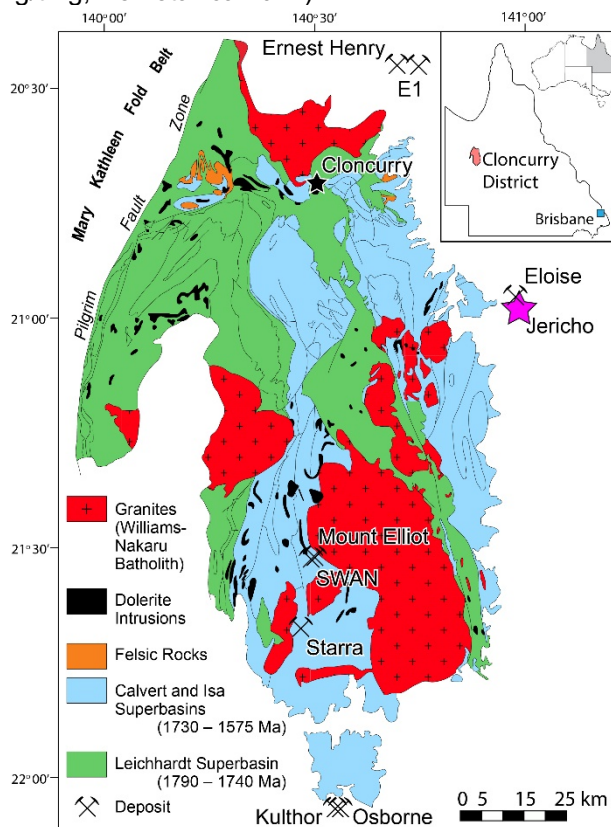 140°00′
140°30′
141°00′
Ernest Henry
E1
20°30′
Mary Kathleen Fold Belt
Zone
Fault
Pilgrim
Cloncurry
Cloncurry
District
Brisbane
21°00′
Eloise
Jericho
21°30′
Mount Elliot
SWAN
Starra
Granites
(Williams-
Nakaru
Batholith)
Dolerite
Intrusions
Felsic Rocks
Calvert and Isa
Superbasins
(1730 – 1575 Ma)
Leichhardt Superbasin
(1790 – 1740 Ma)
Deposit
22°00′
Kulthor
Osborne
0 5 15 25 km